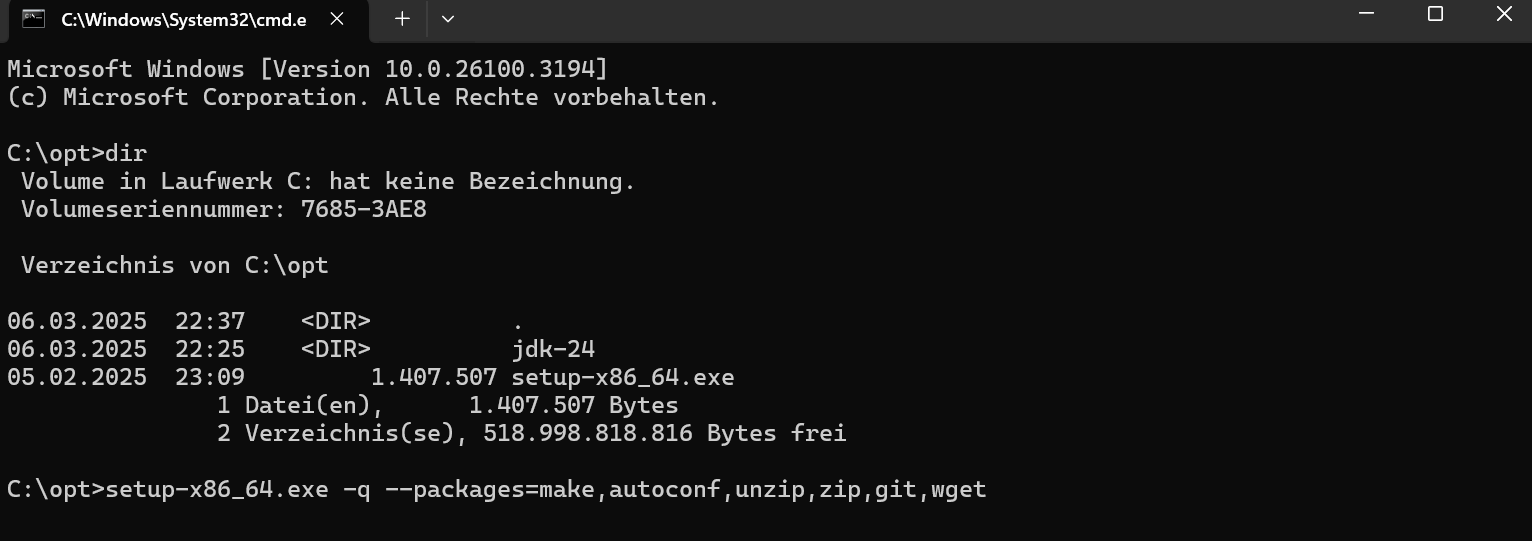 C:\Windows\System32\cmd.e
Microsoft Windows [Version 10.0.26100.3194]
(c) Microsoft Corporation. Alle Rechte vorbehalten.
C:\opt>dir
 Volume in Laufwerk C: hat keine Bezeichnung.
 Volumeseriennummer: 7685-3AE8
 Verzeichnis von C:\opt
06.03.2025  22:37    <DIR>          .
06.03.2025  22:25    <DIR>          jdk-24
05.02.2025  23:09         1.407.507 setup-x86_64.exe
               1 Datei(en),      1.407.507 Bytes
               2 Verzeichnis(se), 518.998.818.816 Bytes frei
C:\opt>setup-x86_64.exe -q --packages=make,autoconf,unzip,zip,git,wget